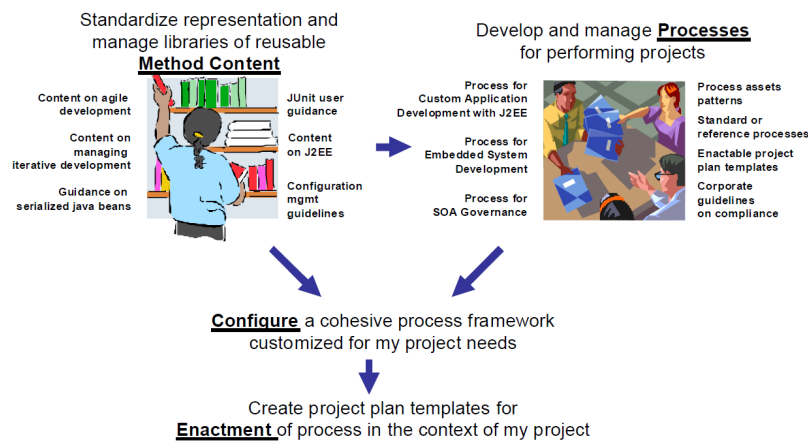 Standardize representation and
manage libraries of reusable
Method Content
Content on agile
development
Content on
managing
iterative development
Guidance on
serialized java beans
JUnit user
guidance
Content
on J2EE
Configuration
mgmt
guidelines
Develop and manage Processes
for performing projects
Process for
Custom Application
Development with J2EE
Process for
Embedded System
Development
Process for
SOA Governance
Process assets
patterns
Standard or
reference processes
Enactable project
plan templates
Corporate
guidelines
on compliance
Configure a cohesive process framework
customized for my project needs
Create project plan templates for
Enactment of process in the context of my project